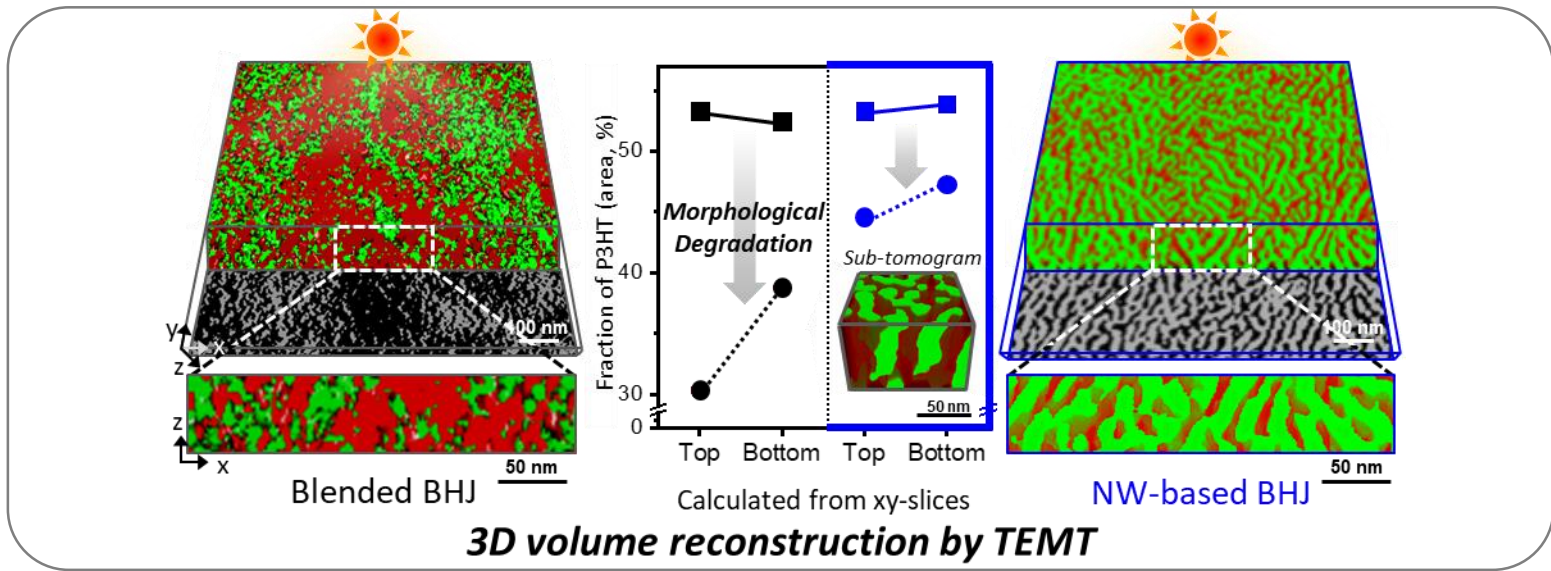 y
x
z
100 nm
z
x
50 nm
Blended BHJ
Fraction of P3HT (area, %)
50
40
30
0
Morphological
Degradation
Sub-tomogram
50 nm
Top Bottom Top Bottom
Calculated from xy-slices
100 nm
50 nm
NW-based BHJ
3D volume reconstruction by TEMT